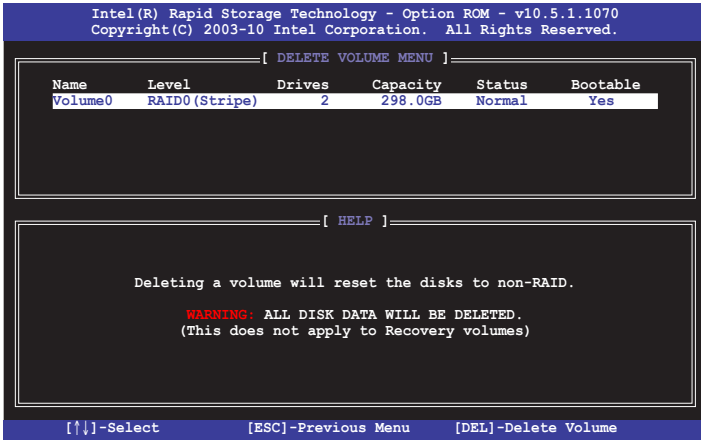 Intel(R) Rapid Storage Technology - Option ROM - v10.5.1.1070
Copyright(C) 2003-10 Intel Corporation.  All Rights Reserved.
[ DELETE VOLUME MENU ]
Name Level Drives Capacity Status Bootable
Volume0 RAID0(Stripe) 2 298.0GB Normal Yes
[ HELP ]
Deleting a volume will reset the disks to non-RAID.
WARNING: ALL DISK DATA WILL BE DELETED.
(This does not apply to Recovery volumes)
[↑↓]-Select [ESC]-Previous Menu [DEL]-Delete Volume